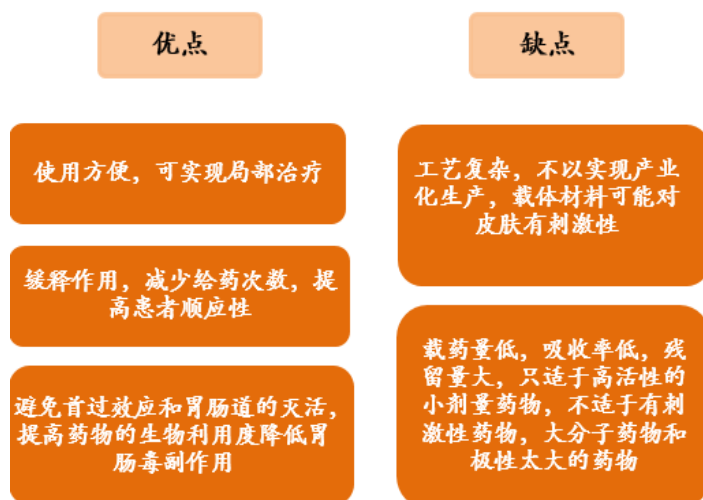 优点
使用方便，可实现局部治疗
缓释作用，减少给药次数，提
高患者顺应性
避免首过效应和胃肠道的灭活，
提高药物的生物利用度降低胃
肠毒副作用
缺点
工艺复杂，不以实现产业
化生产，载体材料可能对
皮肤有刺激性
载药量低，吸收率低，残
留量大，只适于高活性的
小剂量药物，不适于有刺
激性药物，大分子药物和
极性太大的药物